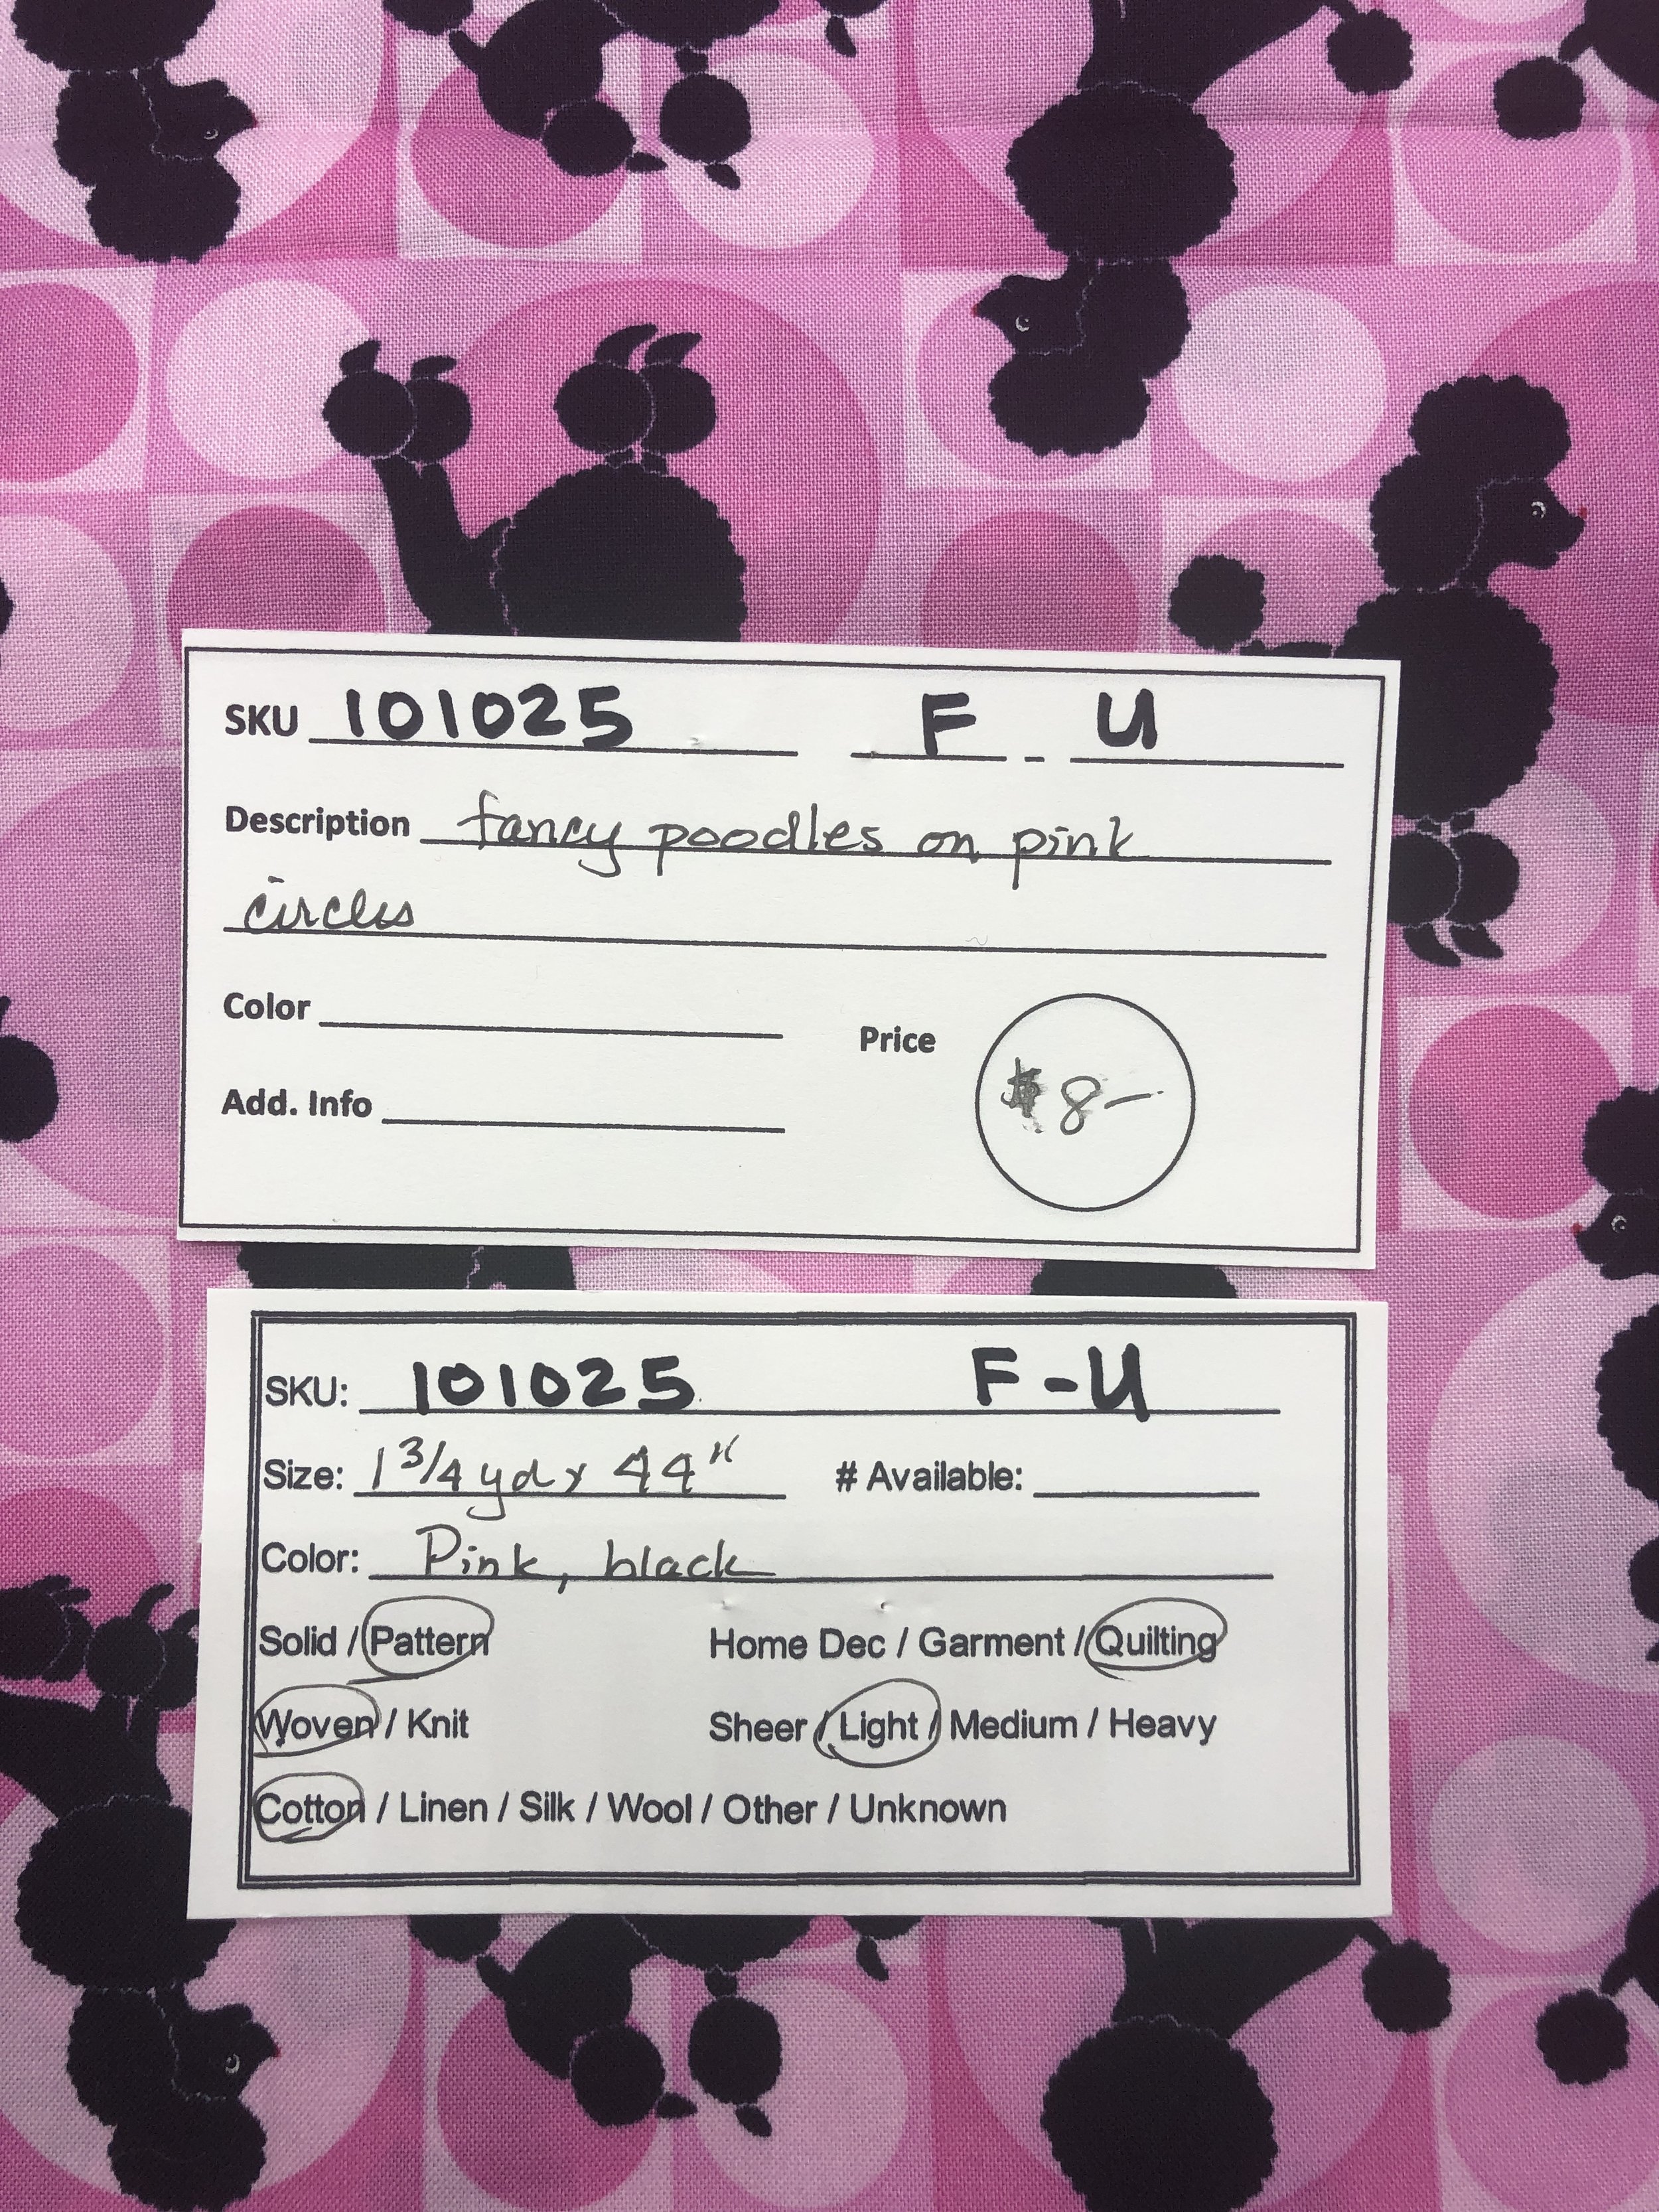 SKU 101025 F - U
Description fancy poodles on pink
circles
Color
Price
$8-
Add. Info
SKU: 101025 F-U
Size: 1 3/4 yd x 44" # Available:
Color: Pink, black
Solid / Pattern Home Dec / Garment / Quilting
Woven / Knit Sheer / Light / Medium / Heavy
Cotton / Linen / Silk / Wool / Other / Unknown